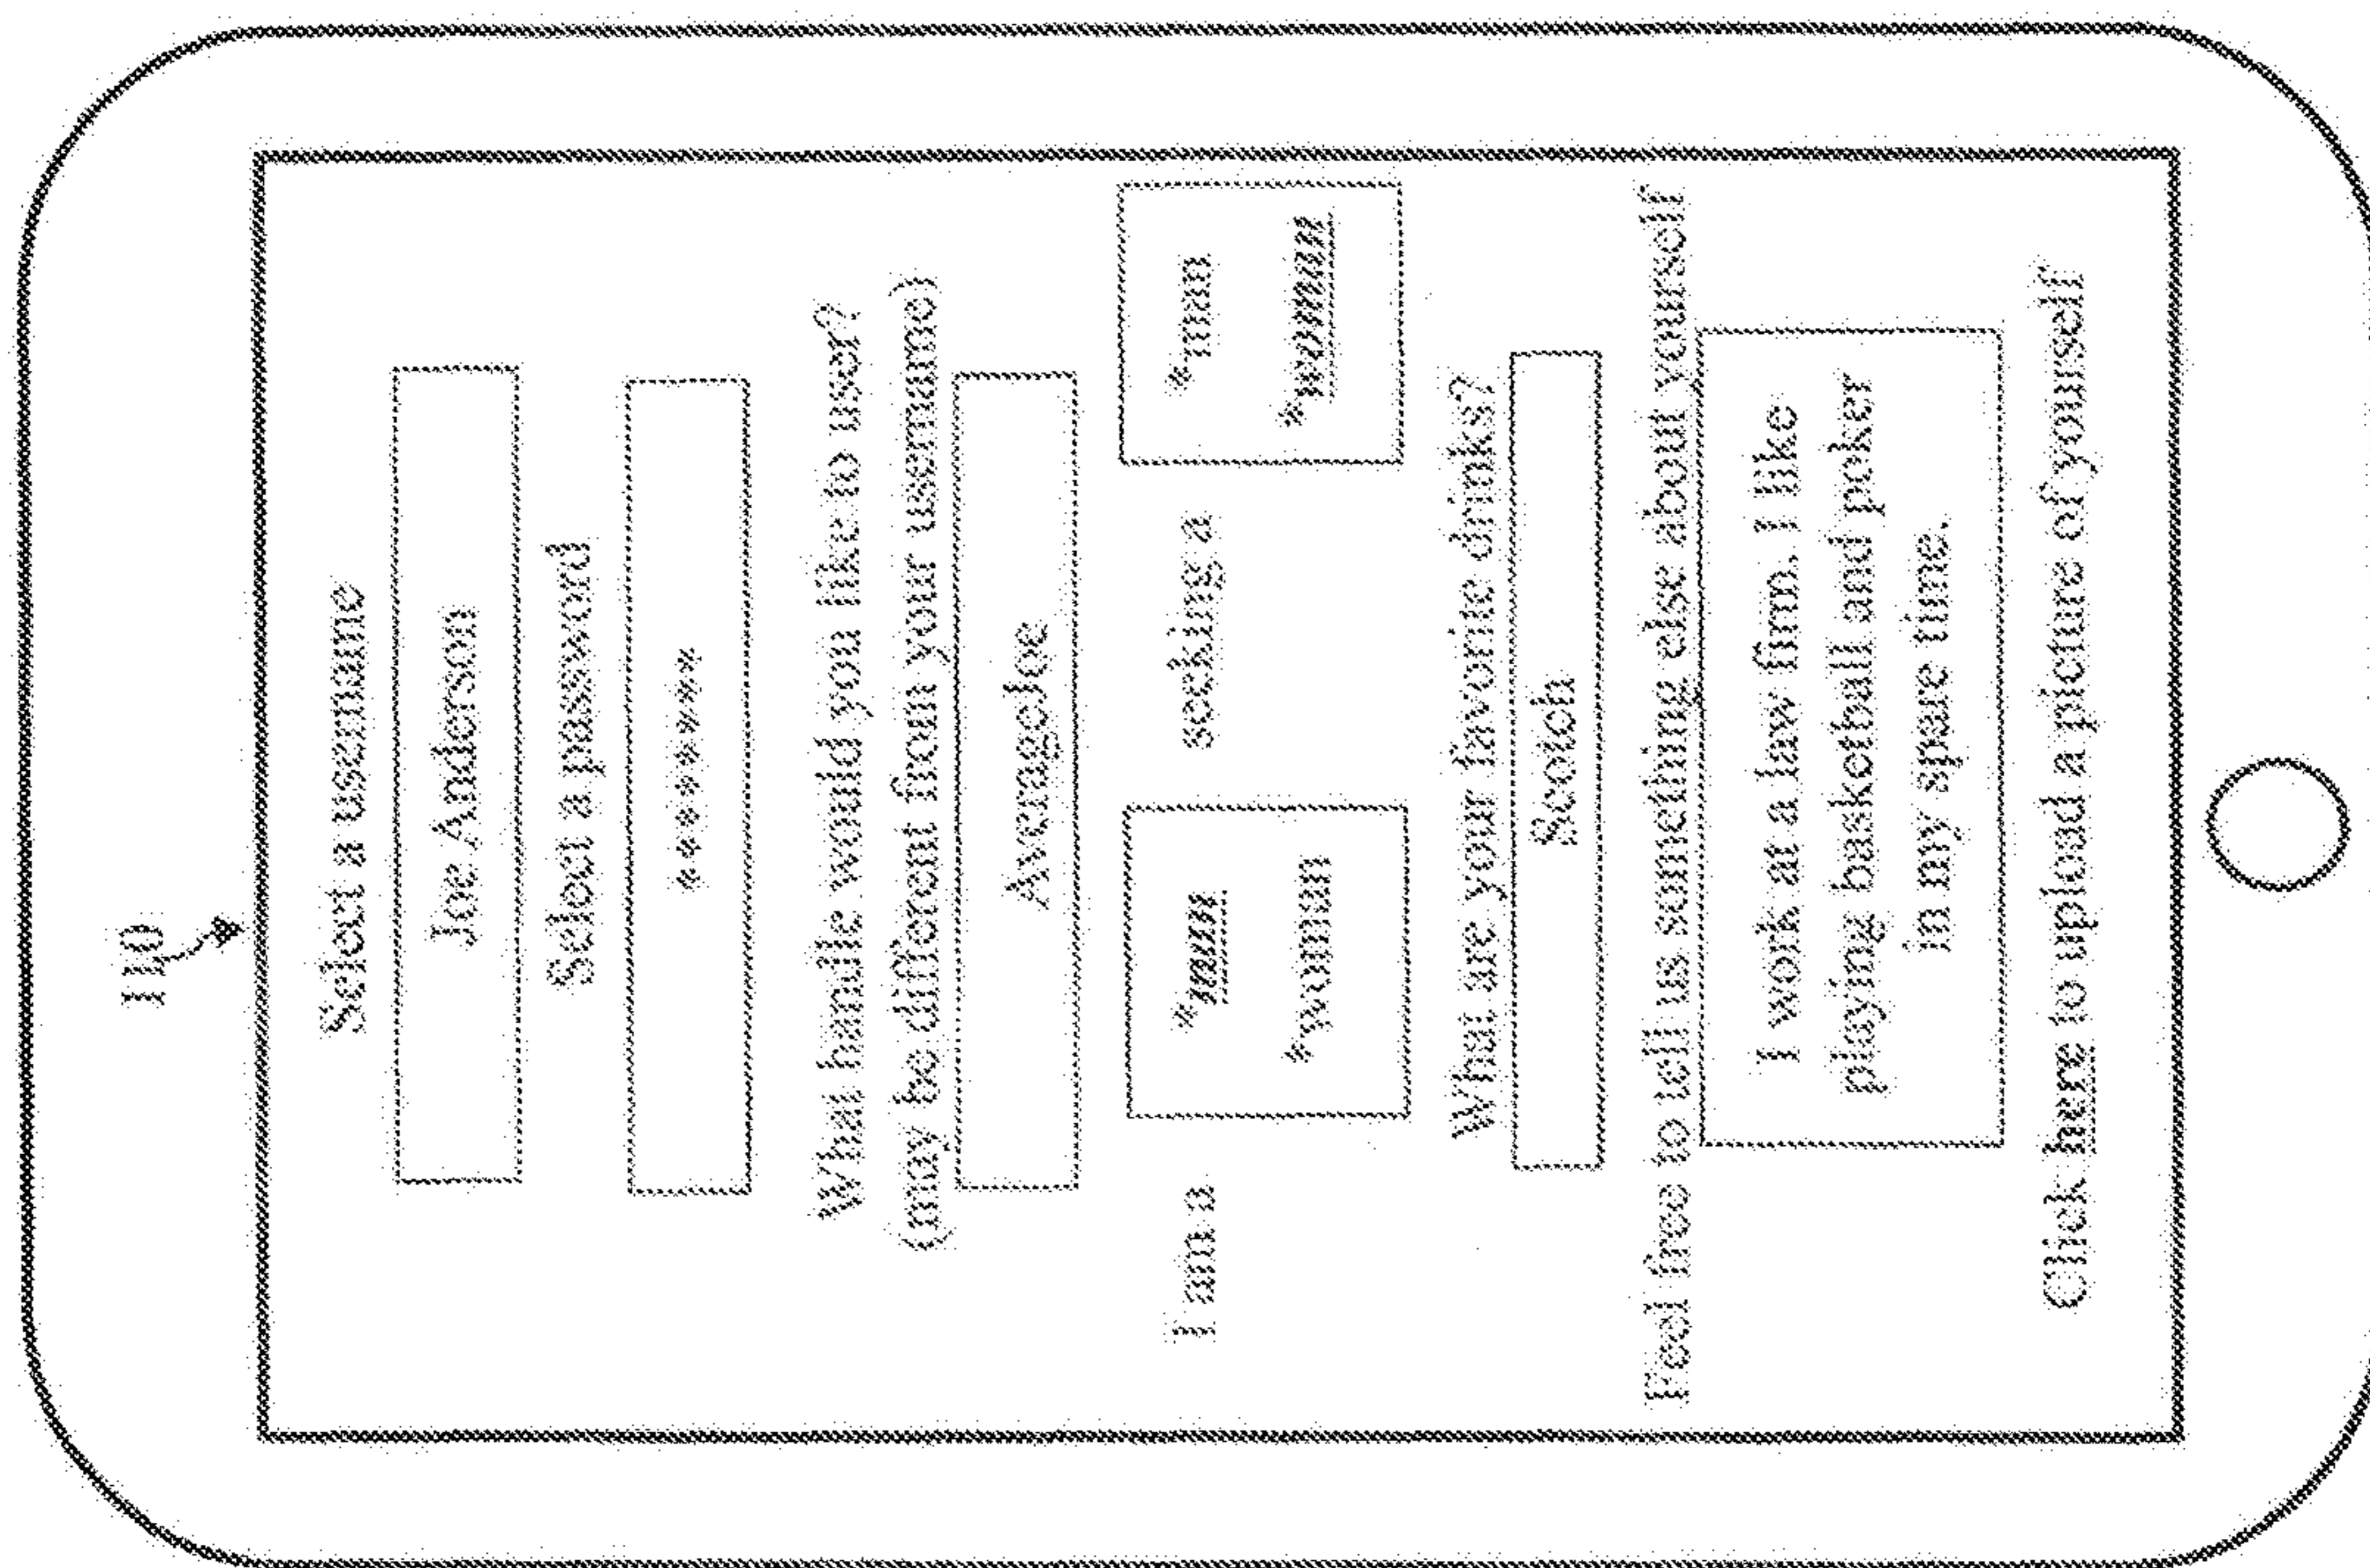 110
Select a username
Joe Anderson
Select a password
*********
What handle would you like to user?
(may be different from your username)
AverageJoe
I am a
*man
*woman
seeking a
*man
*woman
What are your favorite drinks?
Scotch
Feel free to tell us something else about yourself
I work at a law firm. I like
playing basketball and poker
in my spare time.
Click here to upload a picture of yourself